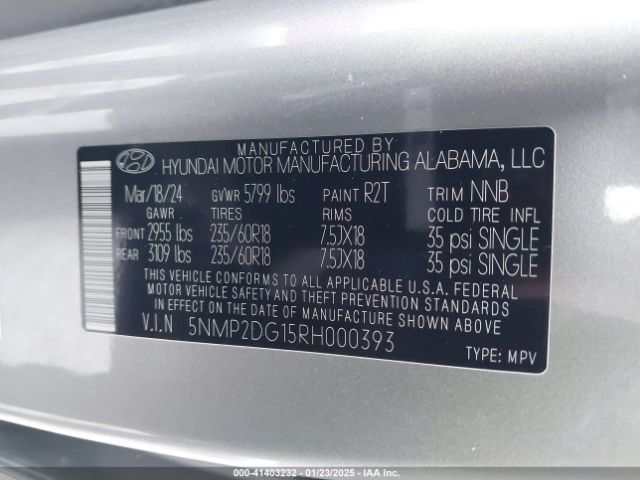 MANUFACTURED BY
HYUNDAI MOTOR MANUFACTURING ALABAMA, LLC
Mar/18/24 GVWR 5799 lbs PAINT R2T TRIM NNB
GAWR TIRES RIMS COLD TIRE INFL
FRONT 2955 lbs 235/60R18 7.5JX18 35 psi SINGLE
REAR 3109 lbs 235/60R18 7.5JX18 35 psi SINGLE
THIS VEHICLE CONFORMS TO ALL APPLICABLE U.S.A. FEDERAL
MOTOR VEHICLE SAFETY AND THEFT PREVENTION STANDARDS
IN EFFECT ON THE DATE OF MANUFACTURE SHOWN ABOVE
V.I.N 5NMP2DG15RH000393
TYPE: MPV
© - 41403232 - 01/23/2025 - IAA Inc.